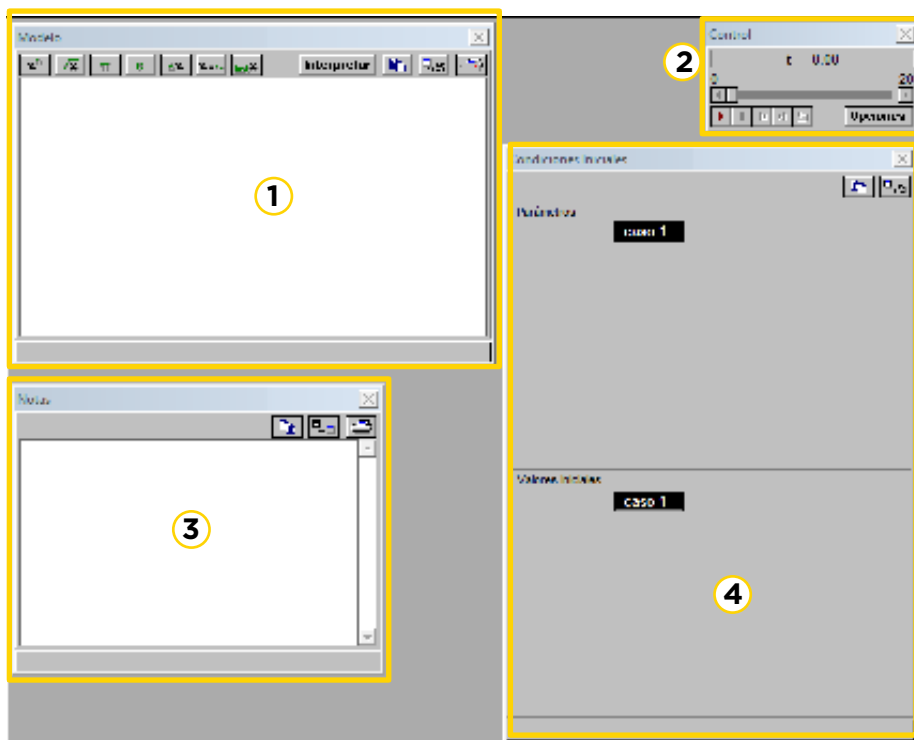 Modelo
Interpretar
1
Control
2
t 0.00
0 20
Opciones
Condiciones Iniciales
Parámetros
caso 1
Valores Iniciales
caso 1
4
Notas
3